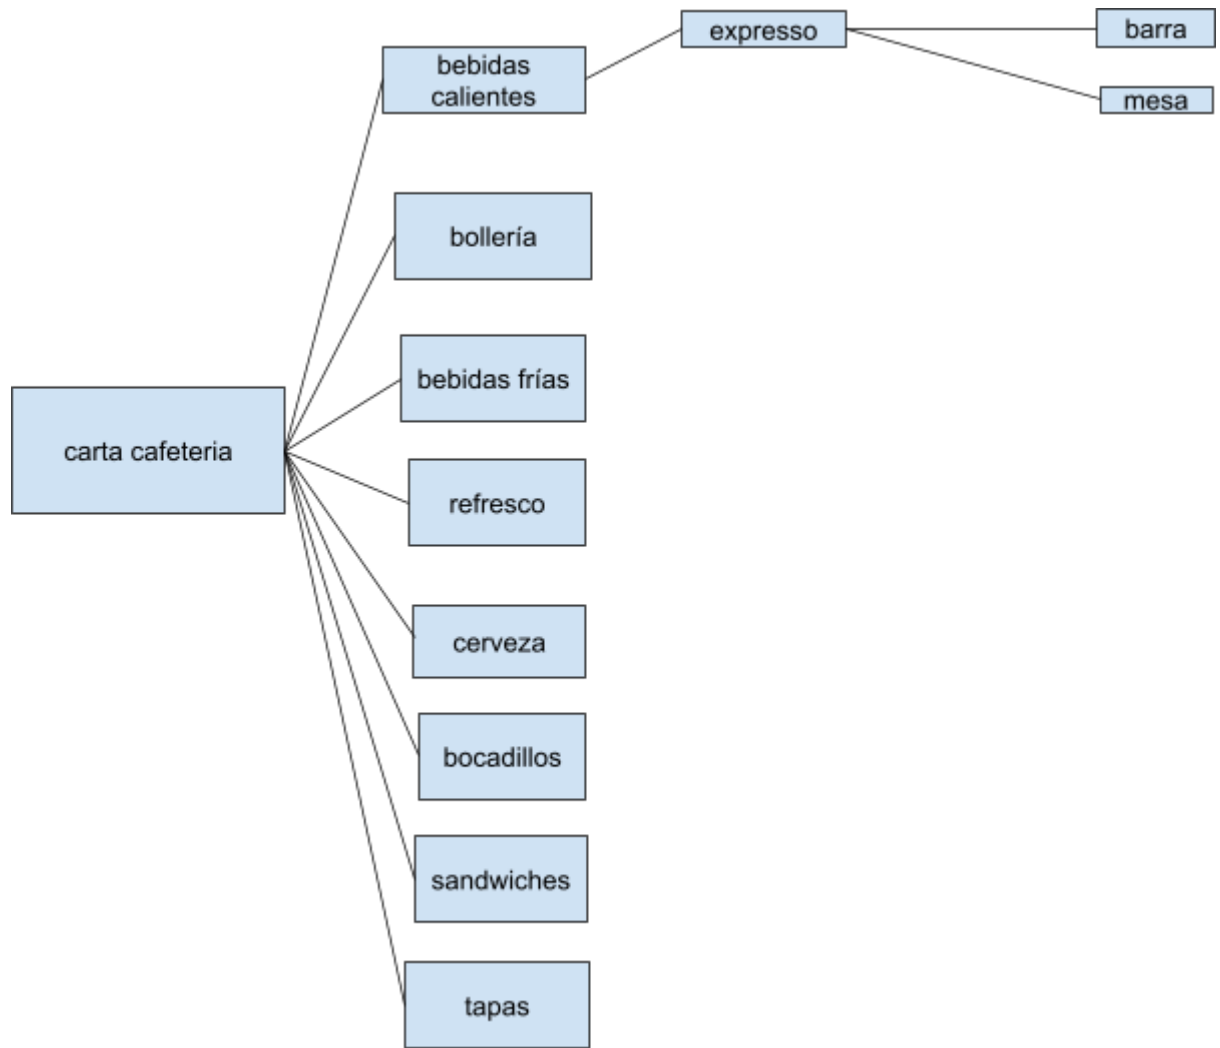 expresso
barra
bebidas
calientes
mesa
bollería
bebidas frías
carta cafeteria
refresco
cerveza
bocadillos
sandwiches
tapas